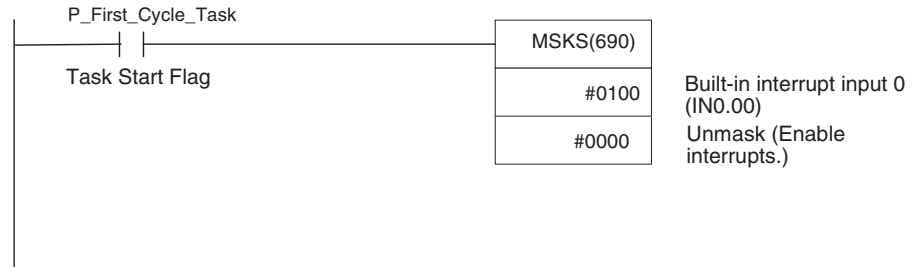 P_First_Cycle_Task
MSKS(690)
Task Start Flag
#0100
Built-in interrupt input 0
(IN0.00)
#0000
Unmask (Enable
interrupts.)